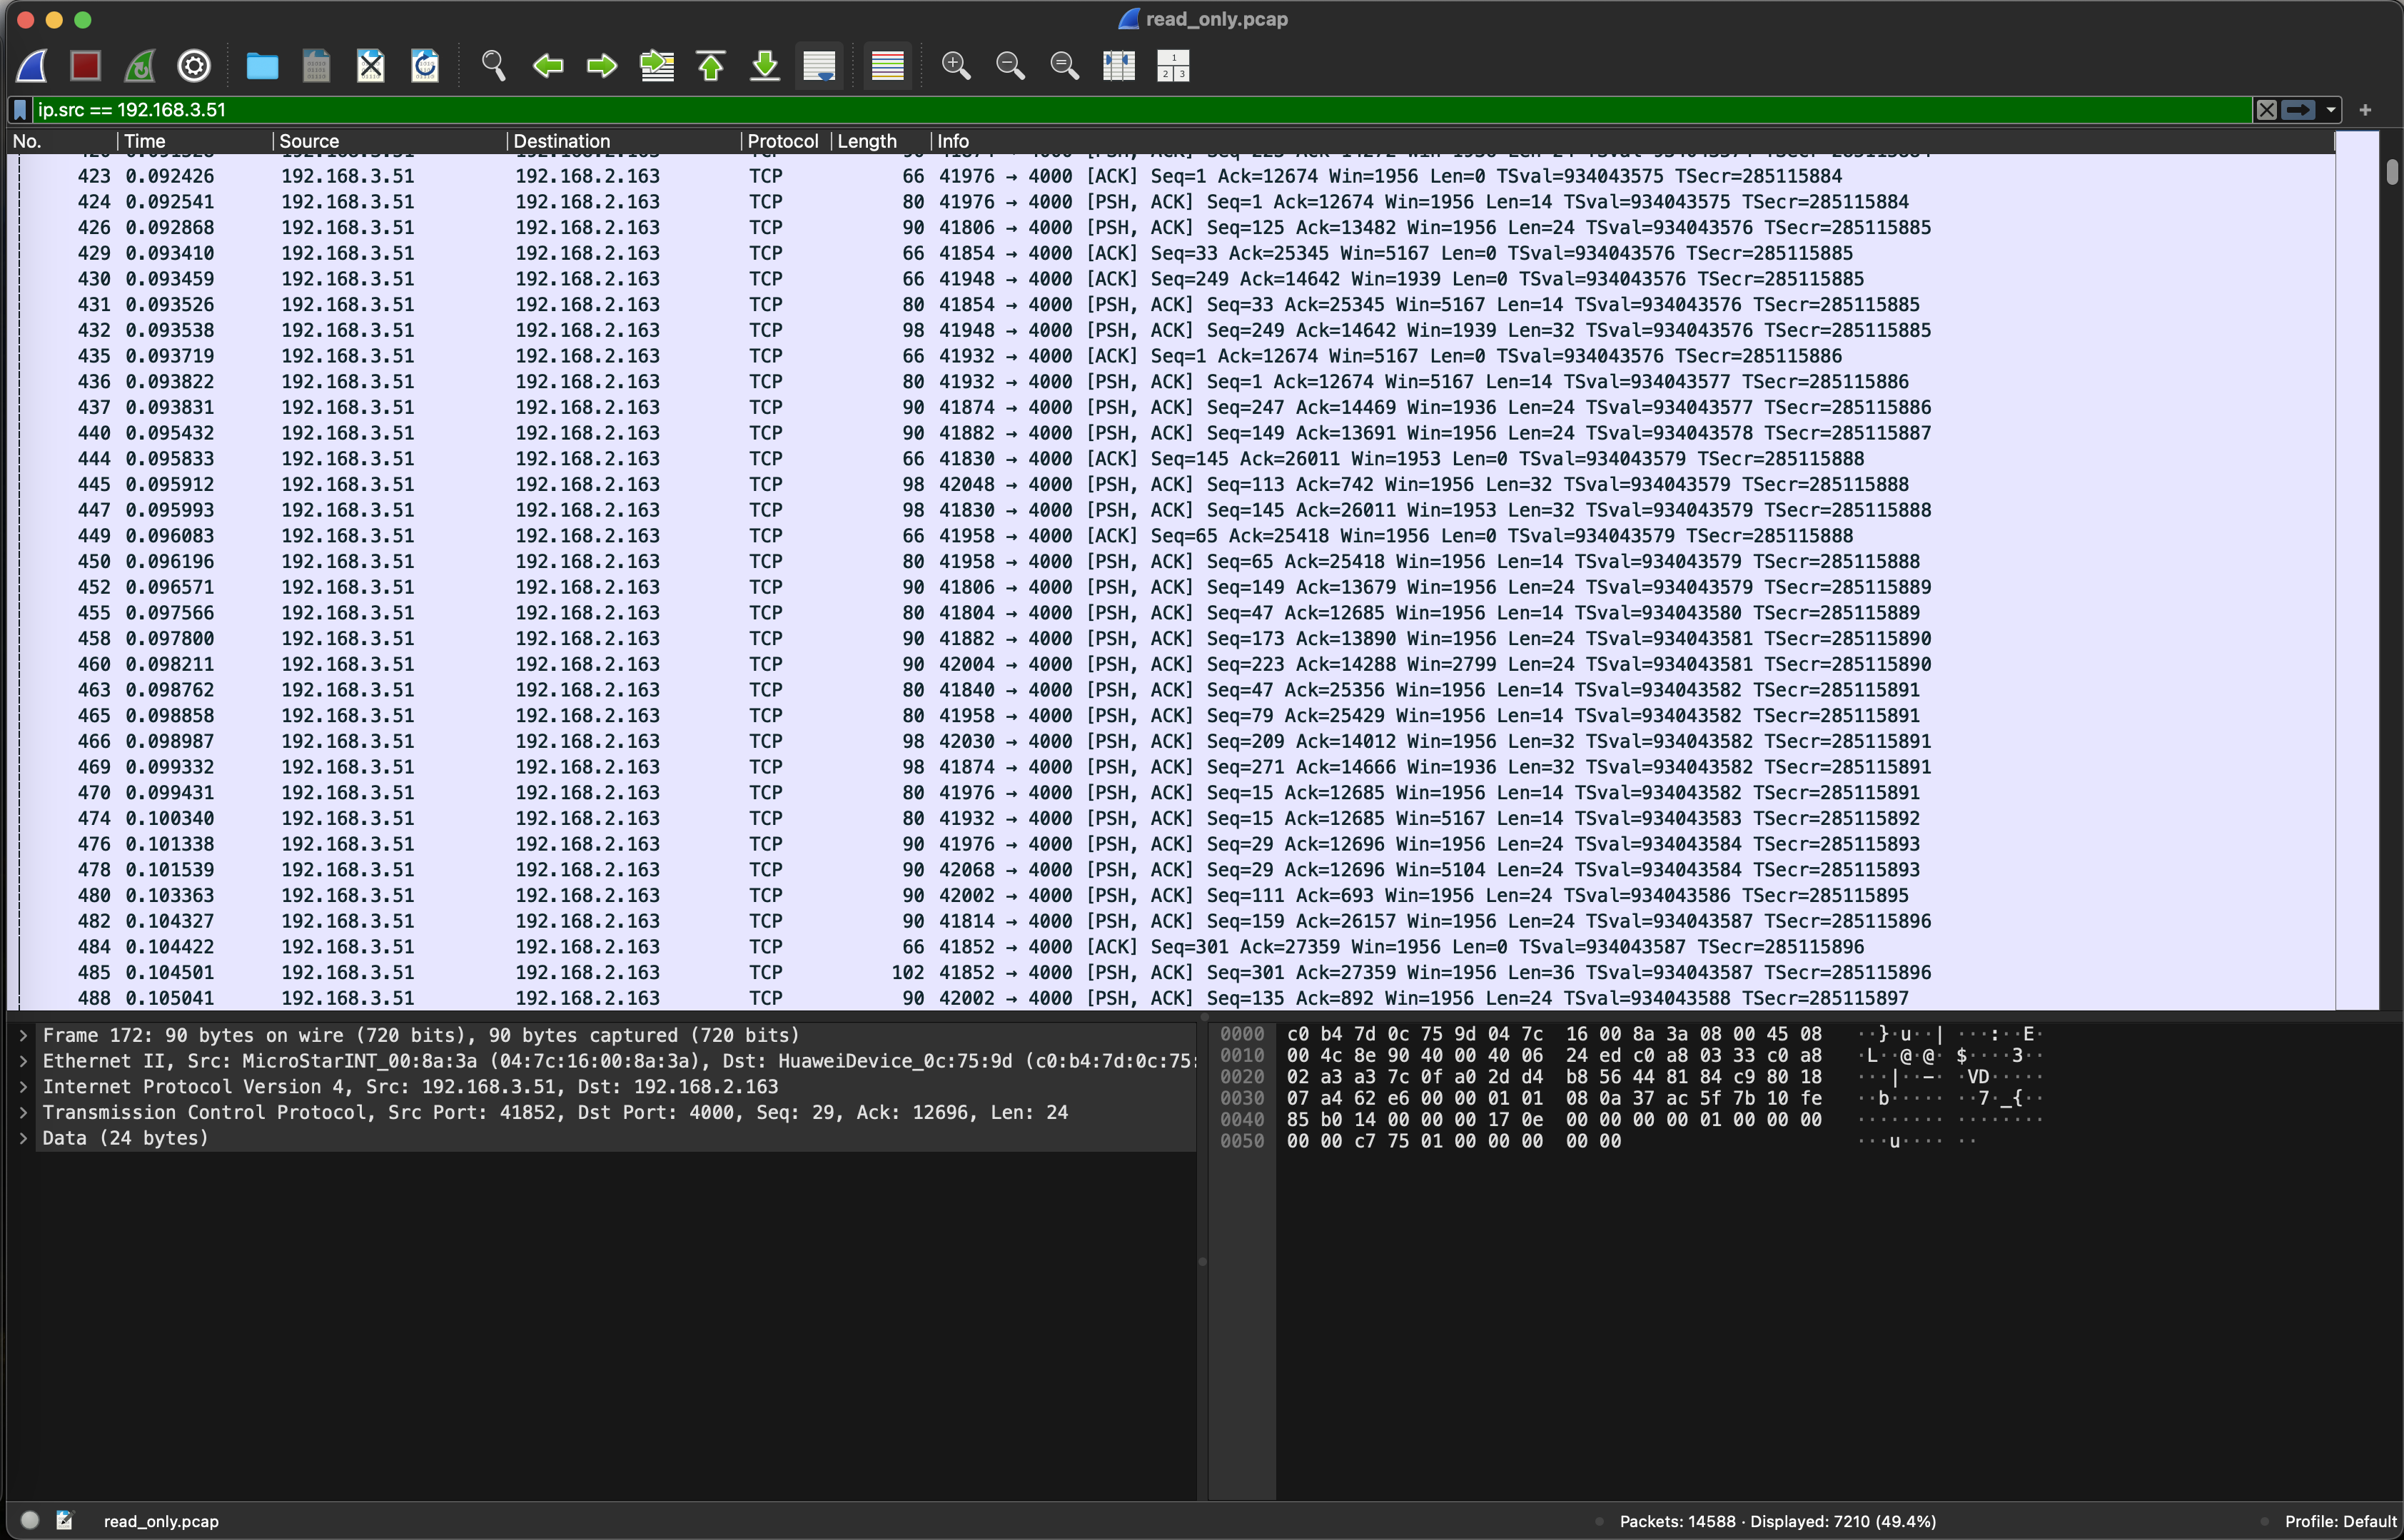 read_only.pcap
ip.src == 192.168.3.51
No. Time Source Destination Protocol Length Info
423 0.092426 192.168.3.51 192.168.2.163 TCP 66 41976 → 4000 [ACK] Seq=1 Ack=12674 Win=1956 Len=0 TSval=934043575 TSecr=285115884
424 0.092541 192.168.3.51 192.168.2.163 TCP 80 41976 → 4000 [PSH, ACK] Seq=1 Ack=12674 Win=1956 Len=14 TSval=934043575 TSecr=285115884
426 0.092868 192.168.3.51 192.168.2.163 TCP 90 41806 → 4000 [PSH, ACK] Seq=125 Ack=13482 Win=1956 Len=24 TSval=934043576 TSecr=285115885
429 0.093410 192.168.3.51 192.168.2.163 TCP 66 41854 → 4000 [ACK] Seq=33 Ack=25345 Win=5167 Len=0 TSval=934043576 TSecr=285115885
430 0.093459 192.168.3.51 192.168.2.163 TCP 66 41948 → 4000 [ACK] Seq=249 Ack=14642 Win=1939 Len=0 TSval=934043576 TSecr=285115885
431 0.093526 192.168.3.51 192.168.2.163 TCP 80 41854 → 4000 [PSH, ACK] Seq=33 Ack=25345 Win=5167 Len=14 TSval=934043576 TSecr=285115885
432 0.093538 192.168.3.51 192.168.2.163 TCP 98 41948 → 4000 [PSH, ACK] Seq=249 Ack=14642 Win=1939 Len=32 TSval=934043576 TSecr=285115885
435 0.093719 192.168.3.51 192.168.2.163 TCP 66 41932 → 4000 [ACK] Seq=1 Ack=12674 Win=5167 Len=0 TSval=934043576 TSecr=285115886
436 0.093822 192.168.3.51 192.168.2.163 TCP 80 41932 → 4000 [PSH, ACK] Seq=1 Ack=12674 Win=5167 Len=14 TSval=934043577 TSecr=285115886
437 0.093831 192.168.3.51 192.168.2.163 TCP 90 41874 → 4000 [PSH, ACK] Seq=247 Ack=14469 Win=1936 Len=24 TSval=934043577 TSecr=285115886
440 0.095432 192.168.3.51 192.168.2.163 TCP 90 41882 → 4000 [PSH, ACK] Seq=149 Ack=13691 Win=1956 Len=24 TSval=934043578 TSecr=285115887
444 0.095833 192.168.3.51 192.168.2.163 TCP 66 41830 → 4000 [ACK] Seq=145 Ack=26011 Win=1953 Len=0 TSval=934043579 TSecr=285115888
445 0.095912 192.168.3.51 192.168.2.163 TCP 98 42048 → 4000 [PSH, ACK] Seq=113 Ack=742 Win=1956 Len=32 TSval=934043579 TSecr=285115888
447 0.095993 192.168.3.51 192.168.2.163 TCP 98 41830 → 4000 [PSH, ACK] Seq=145 Ack=26011 Win=1953 Len=32 TSval=934043579 TSecr=285115888
449 0.096083 192.168.3.51 192.168.2.163 TCP 66 41958 → 4000 [ACK] Seq=65 Ack=25418 Win=1956 Len=0 TSval=934043579 TSecr=285115888
450 0.096196 192.168.3.51 192.168.2.163 TCP 80 41958 → 4000 [PSH, ACK] Seq=65 Ack=25418 Win=1956 Len=14 TSval=934043579 TSecr=285115888
452 0.096571 192.168.3.51 192.168.2.163 TCP 90 41806 → 4000 [PSH, ACK] Seq=149 Ack=13679 Win=1956 Len=24 TSval=934043579 TSecr=285115889
455 0.097566 192.168.3.51 192.168.2.163 TCP 80 41804 → 4000 [PSH, ACK] Seq=47 Ack=12685 Win=1956 Len=14 TSval=934043580 TSecr=285115889
458 0.097800 192.168.3.51 192.168.2.163 TCP 90 41882 → 4000 [PSH, ACK] Seq=173 Ack=13890 Win=1956 Len=24 TSval=934043581 TSecr=285115890
460 0.098211 192.168.3.51 192.168.2.163 TCP 90 42004 → 4000 [PSH, ACK] Seq=223 Ack=14288 Win=2799 Len=24 TSval=934043581 TSecr=285115890
463 0.098762 192.168.3.51 192.168.2.163 TCP 80 41840 → 4000 [PSH, ACK] Seq=47 Ack=25356 Win=1956 Len=14 TSval=934043582 TSecr=285115891
465 0.098858 192.168.3.51 192.168.2.163 TCP 80 41958 → 4000 [PSH, ACK] Seq=79 Ack=25429 Win=1956 Len=14 TSval=934043582 TSecr=285115891
466 0.098987 192.168.3.51 192.168.2.163 TCP 98 42030 → 4000 [PSH, ACK] Seq=209 Ack=14012 Win=1956 Len=32 TSval=934043582 TSecr=285115891
469 0.099332 192.168.3.51 192.168.2.163 TCP 98 41874 → 4000 [PSH, ACK] Seq=271 Ack=14666 Win=1936 Len=32 TSval=934043582 TSecr=285115891
470 0.099431 192.168.3.51 192.168.2.163 TCP 80 41976 → 4000 [PSH, ACK] Seq=15 Ack=12685 Win=1956 Len=14 TSval=934043582 TSecr=285115891
474 0.100340 192.168.3.51 192.168.2.163 TCP 80 41932 → 4000 [PSH, ACK] Seq=15 Ack=12685 Win=5167 Len=14 TSval=934043583 TSecr=285115892
476 0.101338 192.168.3.51 192.168.2.163 TCP 90 41976 → 4000 [PSH, ACK] Seq=29 Ack=12696 Win=1956 Len=24 TSval=934043584 TSecr=285115893
478 0.101539 192.168.3.51 192.168.2.163 TCP 90 42068 → 4000 [PSH, ACK] Seq=29 Ack=12696 Win=5104 Len=24 TSval=934043584 TSecr=285115893
480 0.103363 192.168.3.51 192.168.2.163 TCP 90 42002 → 4000 [PSH, ACK] Seq=111 Ack=693 Win=1956 Len=24 TSval=934043586 TSecr=285115895
482 0.104327 192.168.3.51 192.168.2.163 TCP 90 41814 → 4000 [PSH, ACK] Seq=159 Ack=26157 Win=1956 Len=24 TSval=934043587 TSecr=285115896
484 0.104422 192.168.3.51 192.168.2.163 TCP 66 41852 → 4000 [ACK] Seq=301 Ack=27359 Win=1956 Len=0 TSval=934043587 TSecr=285115896
485 0.104501 192.168.3.51 192.168.2.163 TCP 102 41852 → 4000 [PSH, ACK] Seq=301 Ack=27359 Win=1956 Len=36 TSval=934043587 TSecr=285115896
488 0.105041 192.168.3.51 192.168.2.163 TCP 90 42002 → 4000 [PSH, ACK] Seq=135 Ack=892 Win=1956 Len=24 TSval=934043588 TSecr=285115897
Frame 172: 90 bytes on wire (720 bits), 90 bytes captured (720 bits)
Ethernet II, Src: MicroStarINT_00:8a:3a (04:7c:16:00:8a:3a), Dst: HuaweiDevice_0c:75:9d (c0:b4:7d:0c:75:
Internet Protocol Version 4, Src: 192.168.3.51, Dst: 192.168.2.163
Transmission Control Protocol, Src Port: 41852, Dst Port: 4000, Seq: 29, Ack: 12696, Len: 24
Data (24 bytes)
0000 c0 b4 7d 0c 75 9d 04 7c 16 00 8a 3a 08 00 45 08 ··}·u··| ···:··E·
0010 00 4c 8e 90 40 00 40 06 24 ed c0 a8 03 33 c0 a8 ·L··@·@· $····3··
0020 02 a3 a3 7c 0f a0 2d d4 b8 56 44 81 84 c9 80 18 ···|··-· ·VD·····
0030 07 a4 62 e6 00 00 01 01 08 0a 37 ac 5f 7b 10 fe ··b····· ··7·_{··
0040 85 b0 14 00 00 00 17 0e 00 00 00 00 01 00 00 00 ········ ········
0050 00 00 c7 75 01 00 00 00 00 00 ···u···· ··
read_only.pcap
Packets: 14588 · Displayed: 7210 (49.4%)
Profile: Default